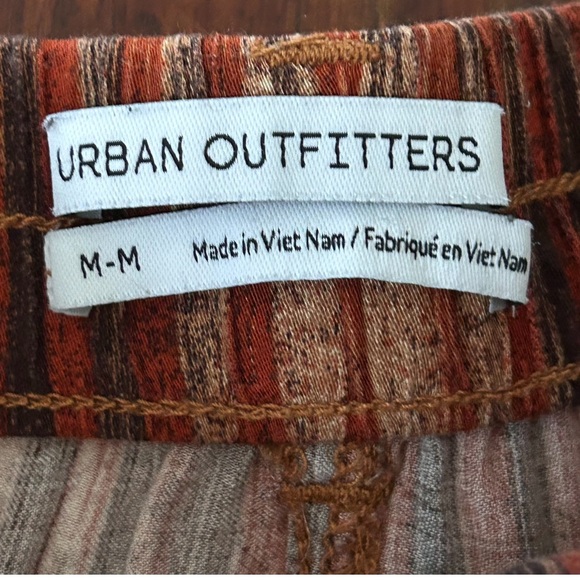 URBAN OUTFITTERS
M-M Made in Viet Nam / Fabriqué en Viet Nam